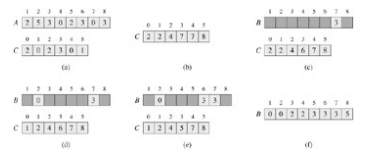 1 2 3 4 5 6 7 8
A 2 5 3 0 2 3 0 3
0 1 2 3 4 5
C 2 0 2 3 0 1
(a)
0 1 2 3 4 5
C 2 2 4 7 7 8
(b)
1 2 3 4 5 6 7 8
B 3
0 1 2 3 4 5
C 2 2 4 6 7 8
(c)
1 2 3 4 5 6 7 8
B 0 3
0 1 2 3 4 5
C 1 2 4 6 7 8
(d)
1 2 3 4 5 6 7 8
B 0 3 3
0 1 2 3 4 5
C 1 2 4 5 7 8
(e)
1 2 3 4 5 6 7 8
B 0 0 2 2 3 3 3 5
(f)